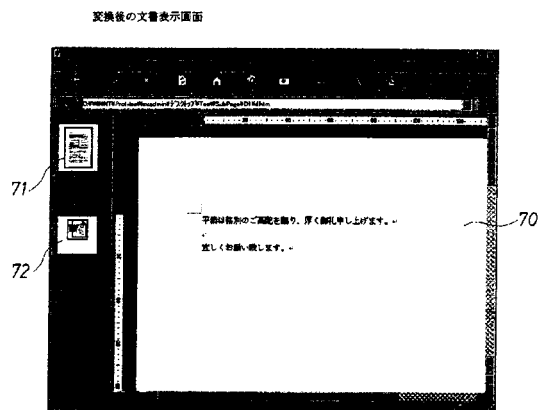 変換後の文書表示画面
71
72
70
平素は格別のご高配を賜り、厚く御礼申し上げます。
宜しくお願い致します。